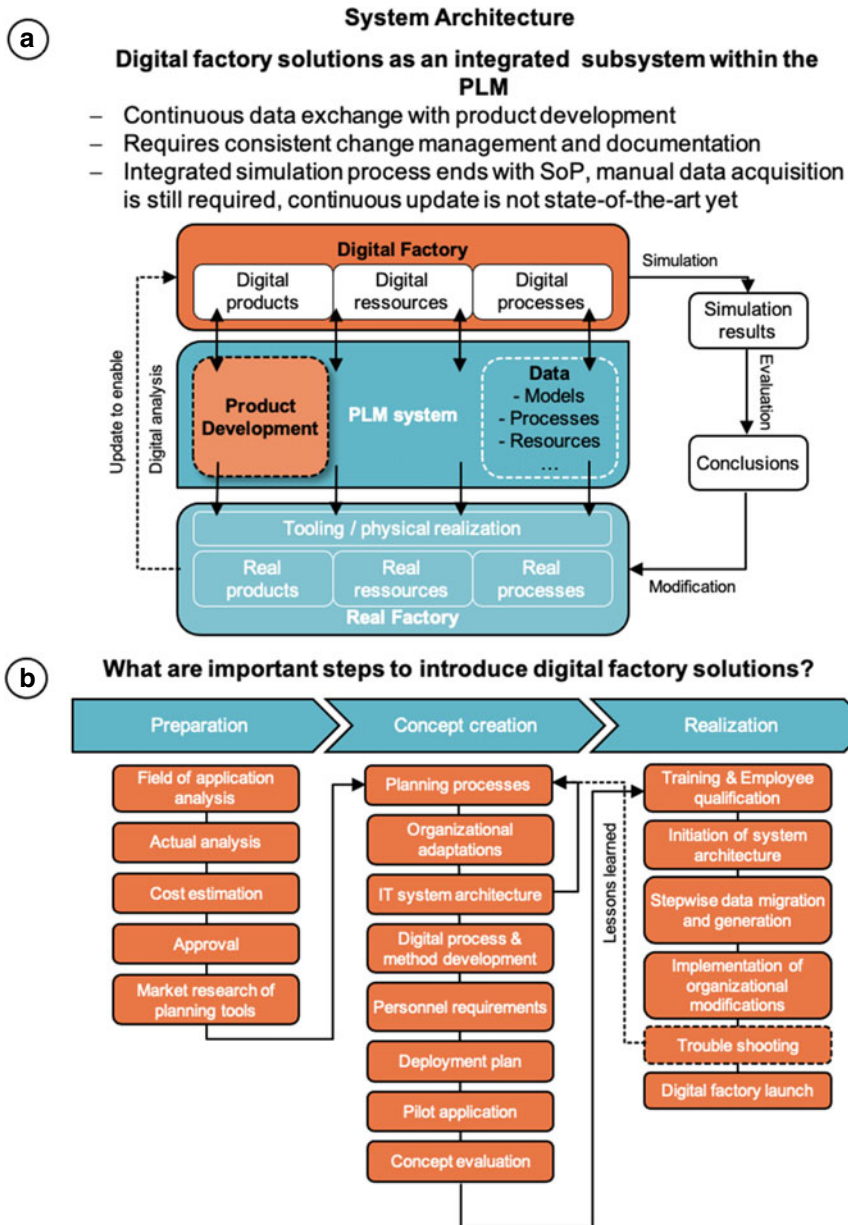 System Architecture
a
Digital factory solutions as an integrated subsystem within the
PLM
– Continuous data exchange with product development
– Requires consistent change management and documentation
– Integrated simulation process ends with SoP, manual data acquisition
is still required, continuous update is not state-of-the-art yet
Digital Factory
Digital
products
Digital
ressources
Digital
processes
Simulation
Simulation
results
Evaluation
Conclusions
Modification
Update to enable
Digital analysis
Product
Development
PLM system
Data
- Models
- Processes
- Resources
...
Tooling / physical realization
Real
products
Real
ressources
Real
processes
Real Factory
b
What are important steps to introduce digital factory solutions?
Preparation
Concept creation
Realization
Field of application
analysis
Actual analysis
Cost estimation
Approval
Market research of
planning tools
Planning processes
Organizational
adaptations
IT system architecture
Digital process &
method development
Personnel requirements
Deployment plan
Pilot application
Concept evaluation
Lessons learned
Training & Employee
qualification
Initiation of system
architecture
Stepwise data migration
and generation
Implementation of
organizational
modifications
Trouble shooting
Digital factory launch